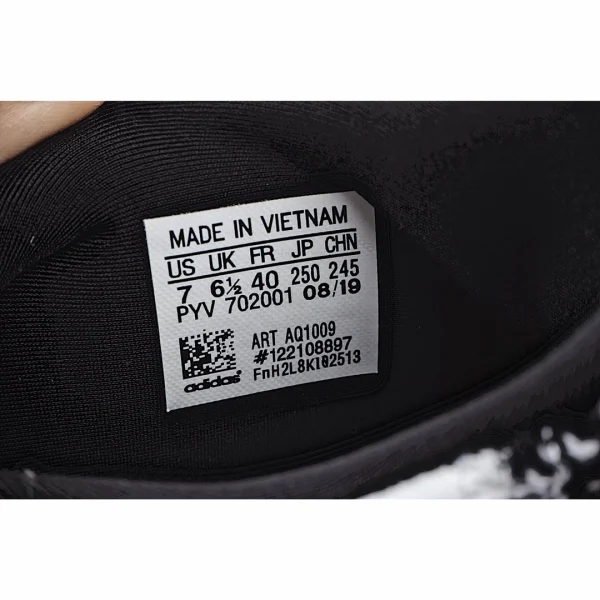 MADE IN VIETNAM
US UK FR JP CHN
7 6½ 40 250 245
PYV 702001 08/19
ART AQ1009
#122108897
FnH2L8KI02513
adidas